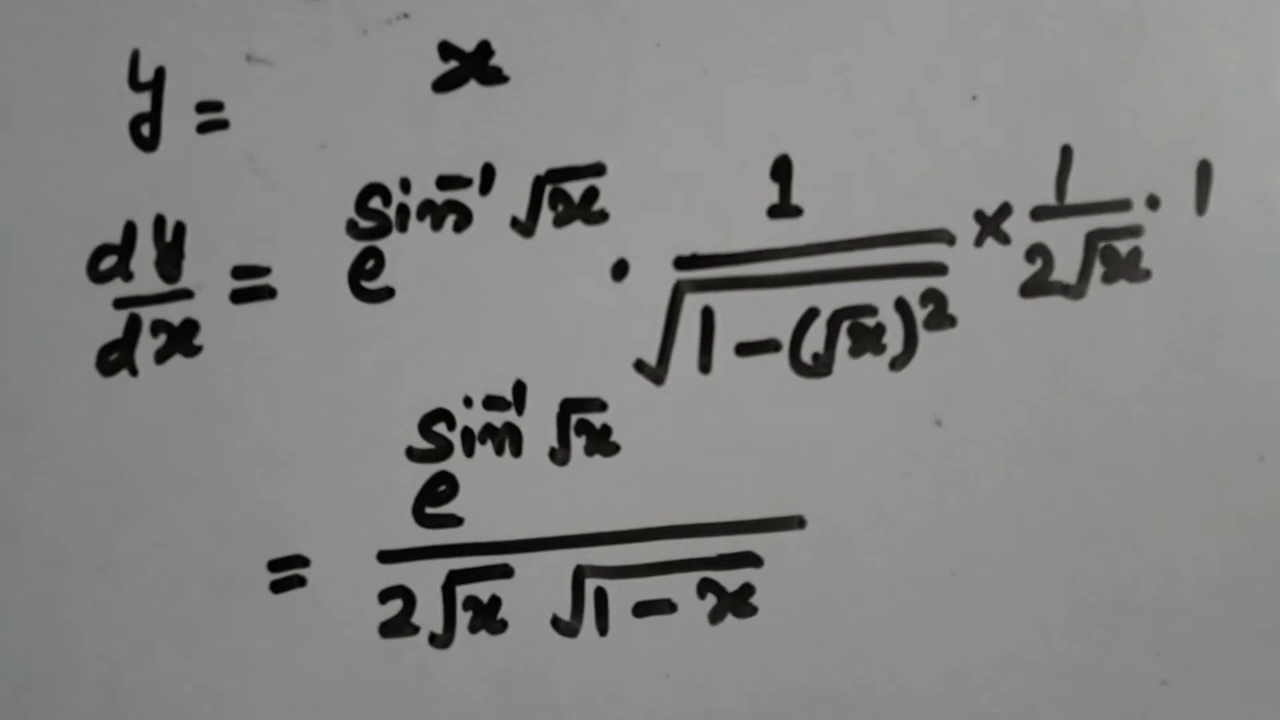 y = x
dy/dx = e^(sin⁻¹ √x) · 1/√(1-(√x)²) × 1/(2√x) · 1
= e^(sin⁻¹ √x)/(2√x √(1-x))